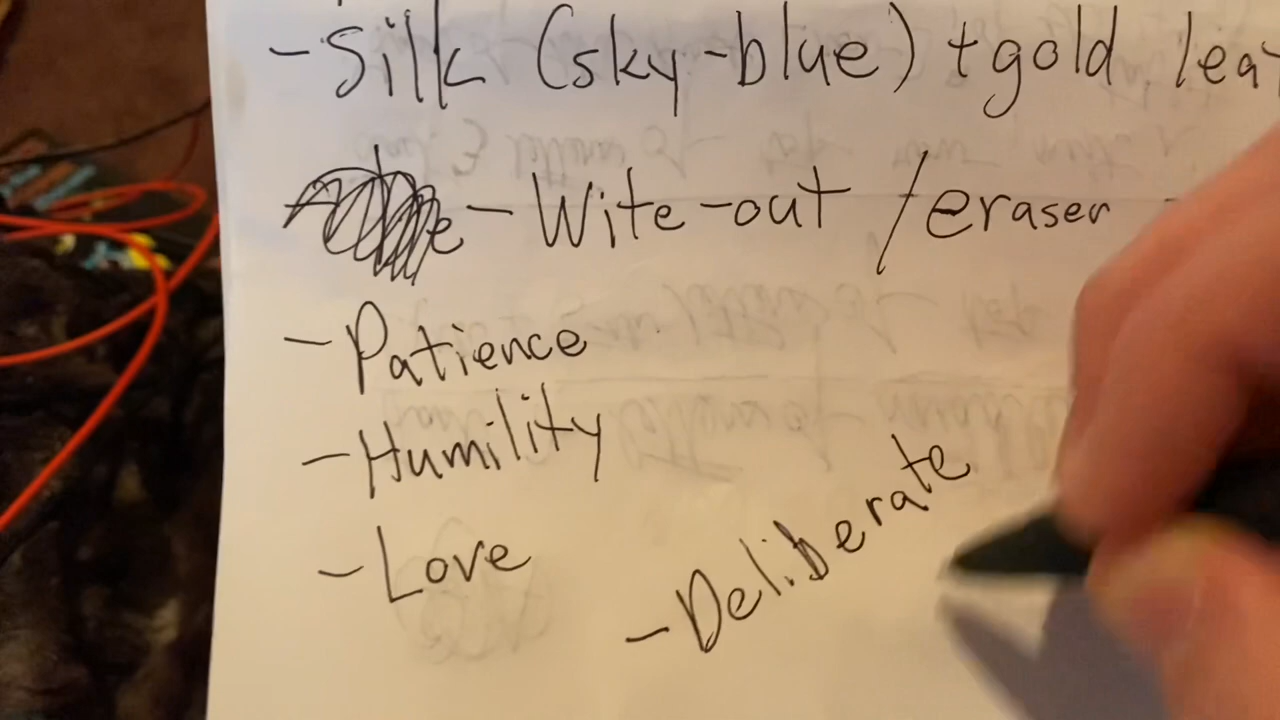 - Silk (sky-blue) + gold
- Wite-out / eraser -
- Patience
- Humility
- Love
- Deliberate